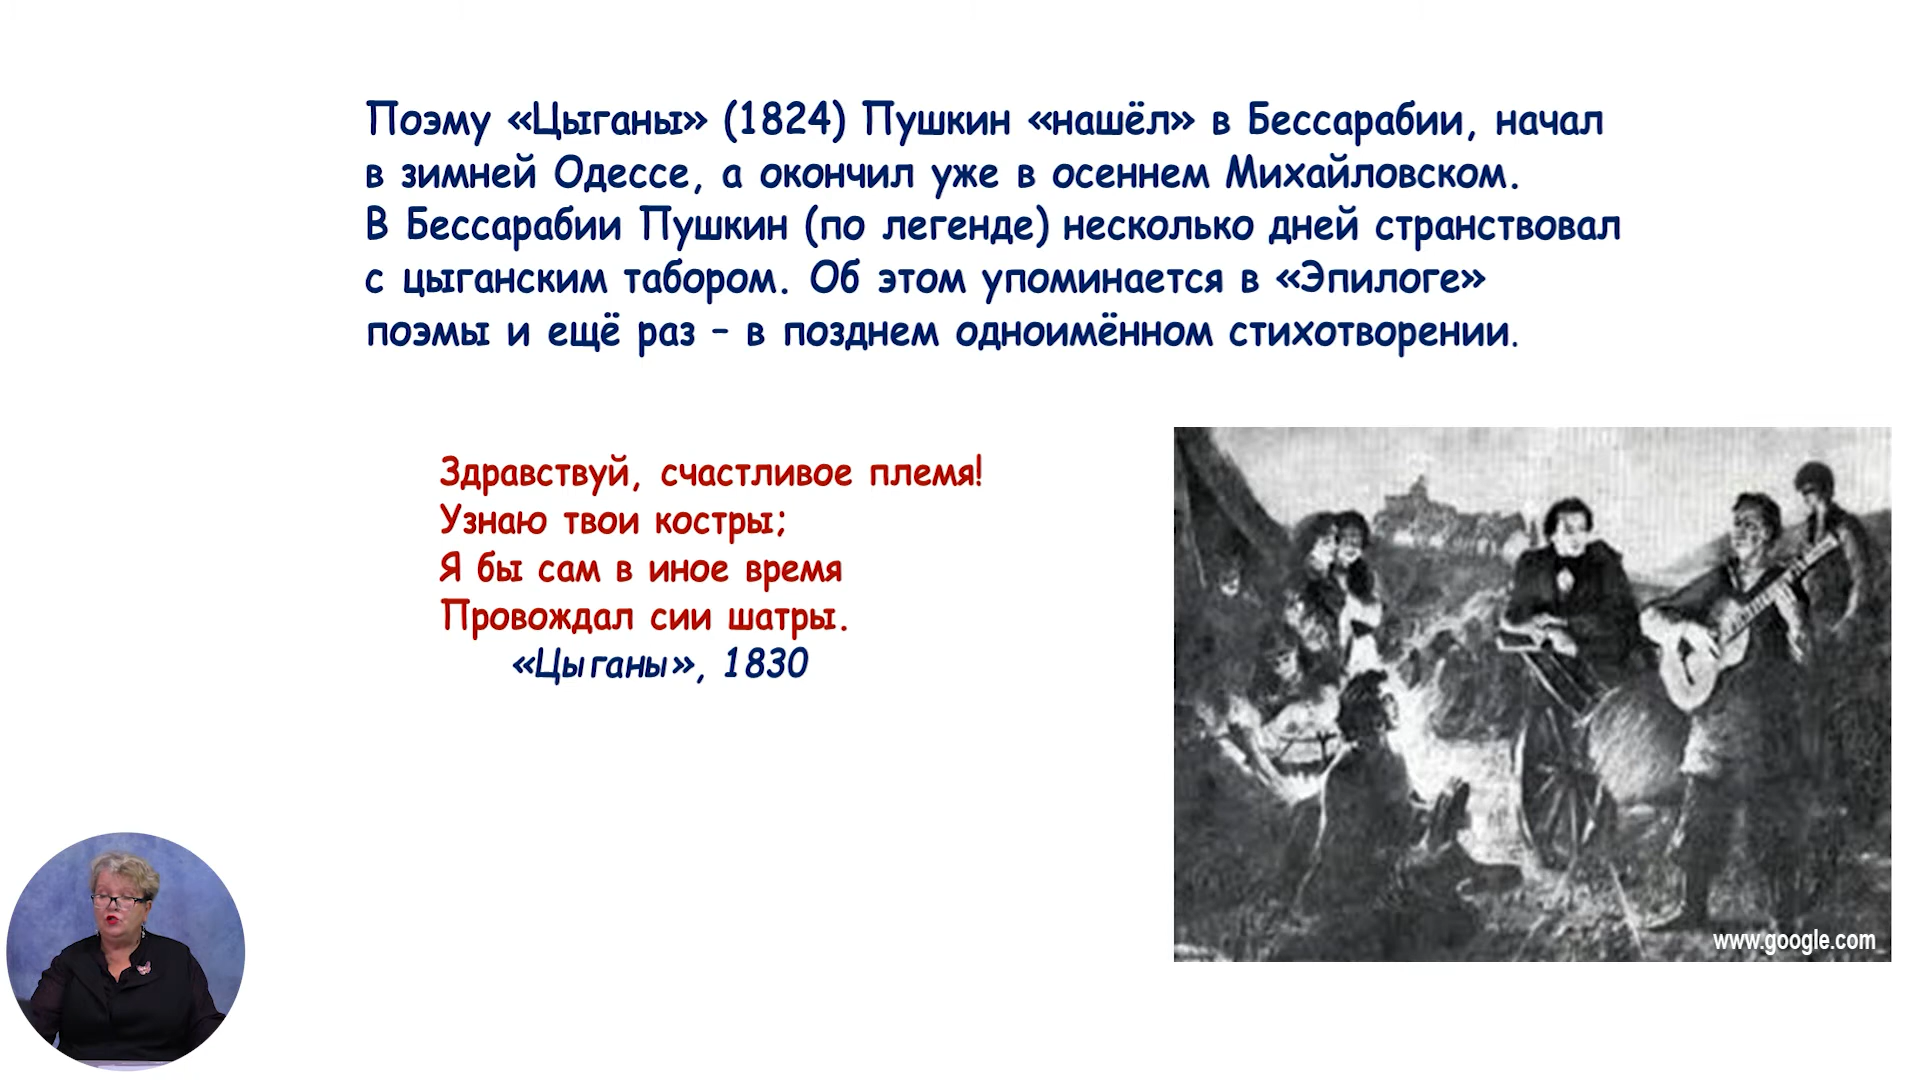 Поэму «Цыганы» (1824) Пушкин «нашёл» в Бессарабии, начал
в зимней Одессе, а окончил уже в осеннем Михайловском.
В Бессарабии Пушкин (по легенде) несколько дней странствовал
с цыганским табором. Об этом упоминается в «Эпилоге»
поэмы и ещё раз – в позднем одноимённом стихотворении.
Здравствуй, счастливое племя!
Узнаю твои костры;
Я бы сам в иное время
Провождал сии шатры.
«Цыганы», 1830
www.google.com